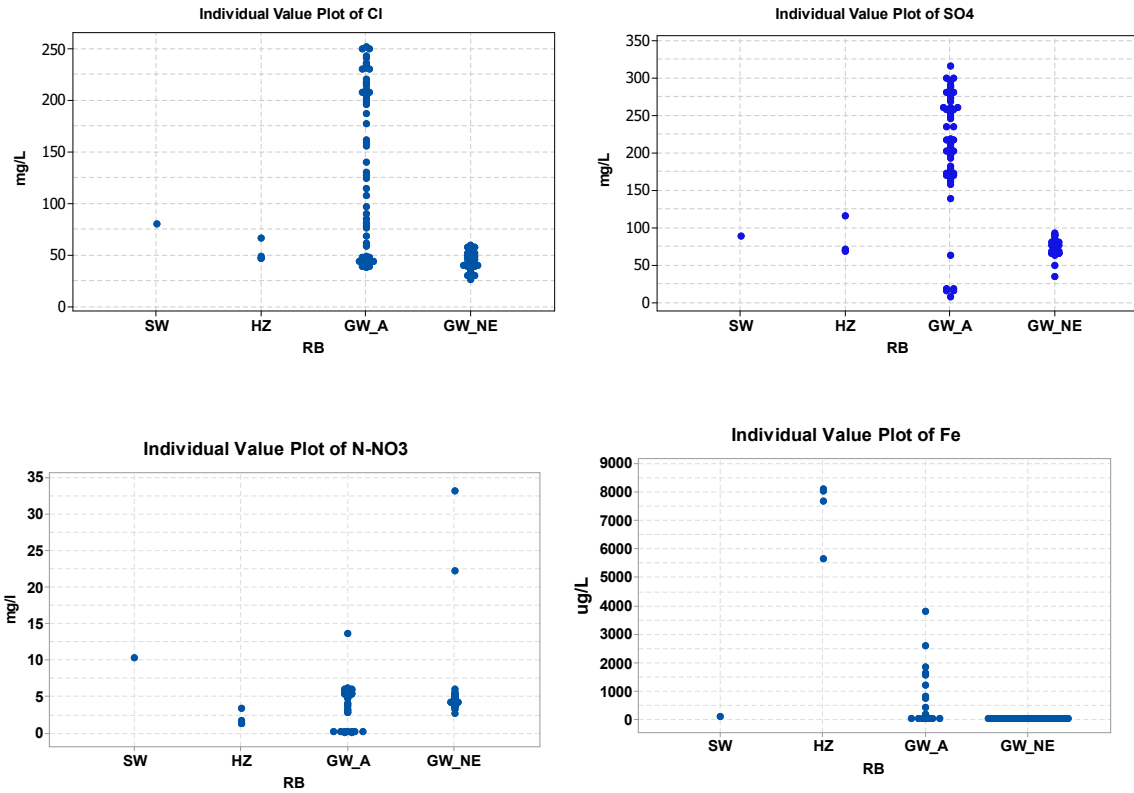 Individual Value Plot of Cl
250
200
150
100
50
0
mg/L
SW HZ GW_A GW_NE
RB
Individual Value Plot of SO4
350
300
250
200
150
100
50
0
mg/L
SW HZ GW_A GW_NE
RB
Individual Value Plot of N-NO3
35
30
25
20
15
10
5
0
mg/l
SW HZ GW_A GW_NE
RB
Individual Value Plot of Fe
9000
8000
7000
6000
5000
4000
3000
2000
1000
0
ug/L
SW HZ GW_A GW_NE
RB